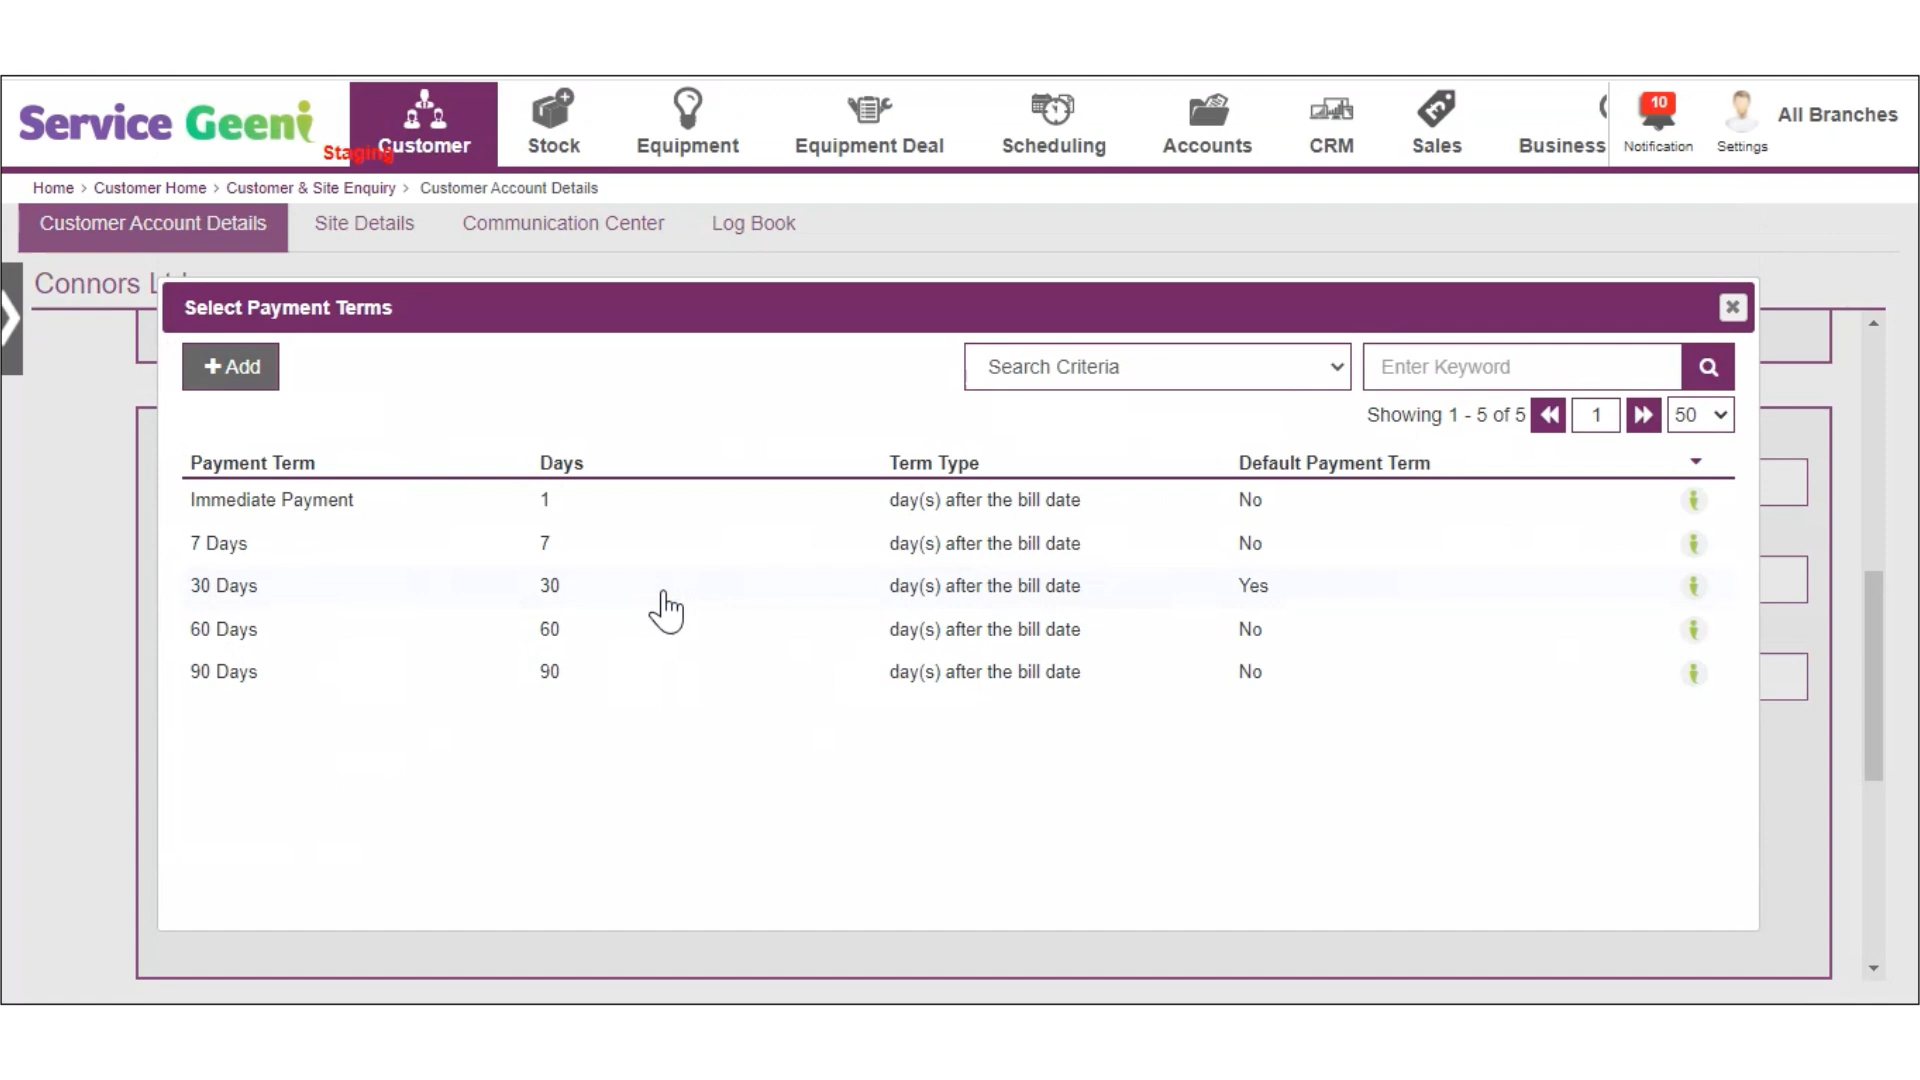 Service Geeni
Staging
Customer
Stock
Equipment
Equipment Deal
Scheduling
Accounts
CRM
Sales
Business
10
Notification
Settings
All Branches
Home > Customer Home > Customer & Site Enquiry > Customer Account Details
Customer Account Details Site Details Communication Center Log Book
Connors
Select Payment Terms
Add Search Criteria Enter Keyword
Showing 1 - 5 of 5 1 50
Payment Term Days Term Type Default Payment Term
Immediate Payment 1 day(s) after the bill date No
7 Days 7 day(s) after the bill date No
30 Days 30 day(s) after the bill date Yes
60 Days 60 day(s) after the bill date No
90 Days 90 day(s) after the bill date No